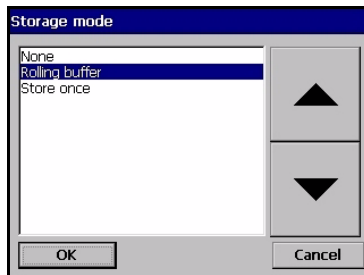 Storage mode
None
Rolling buffer
Store once
OK
Cancel